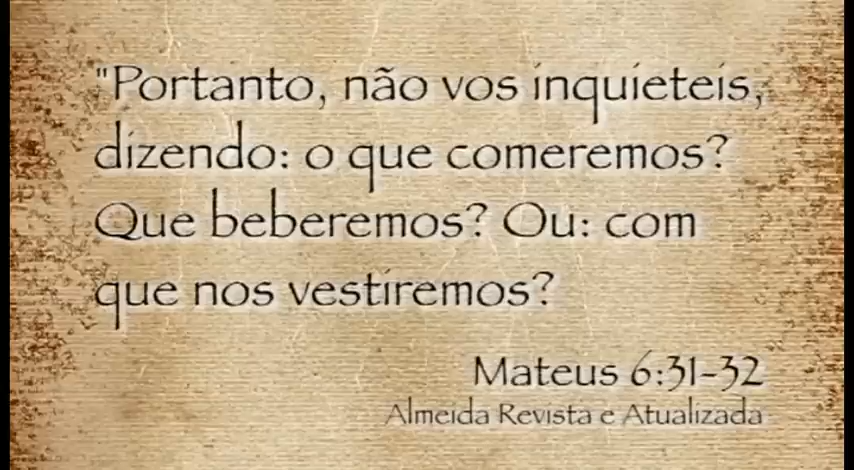 "Portanto, não vos inquieteis,
dizendo: o que comeremos?
Que beberemos? Ou: com
que nos vestiremos?
Mateus 6:31-32
Almeida Revista e Atualizada